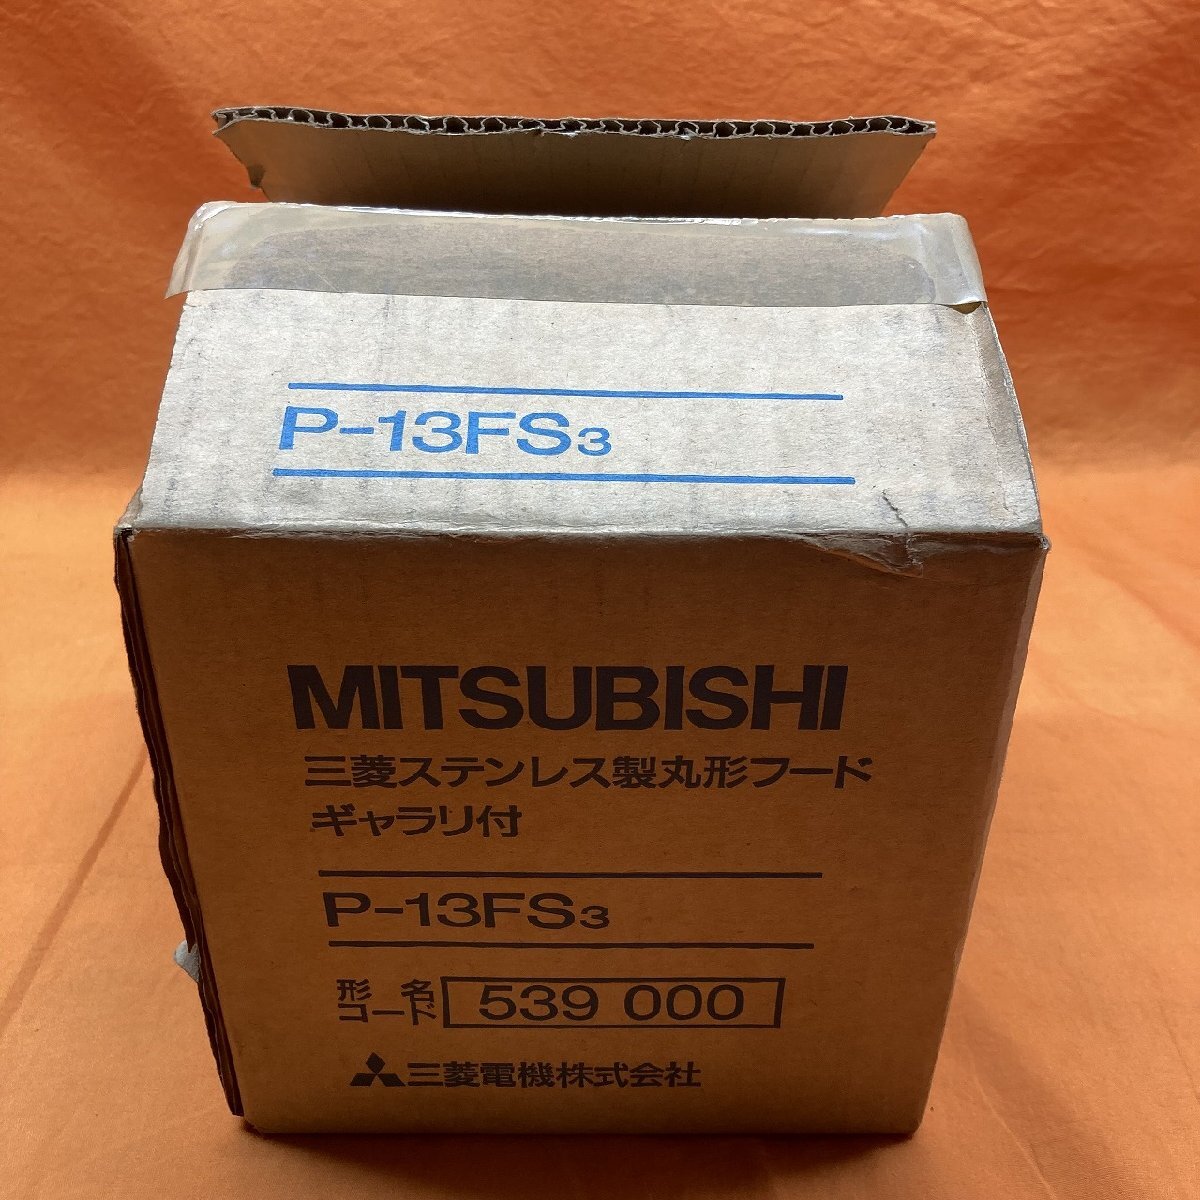 P-13FS3
MITSUBISHI
三菱ステンレス製丸形フード
ギャラリ付
P-13FS3
形名
コード 539 000
三菱電機株式会社